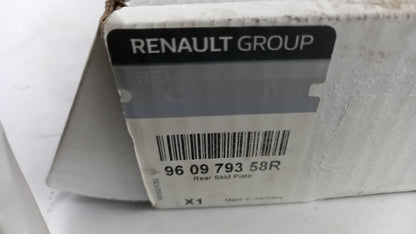 RENAULT GROUP
96 09 793 58R
Rear Skid Plate
X1 Made in Germany